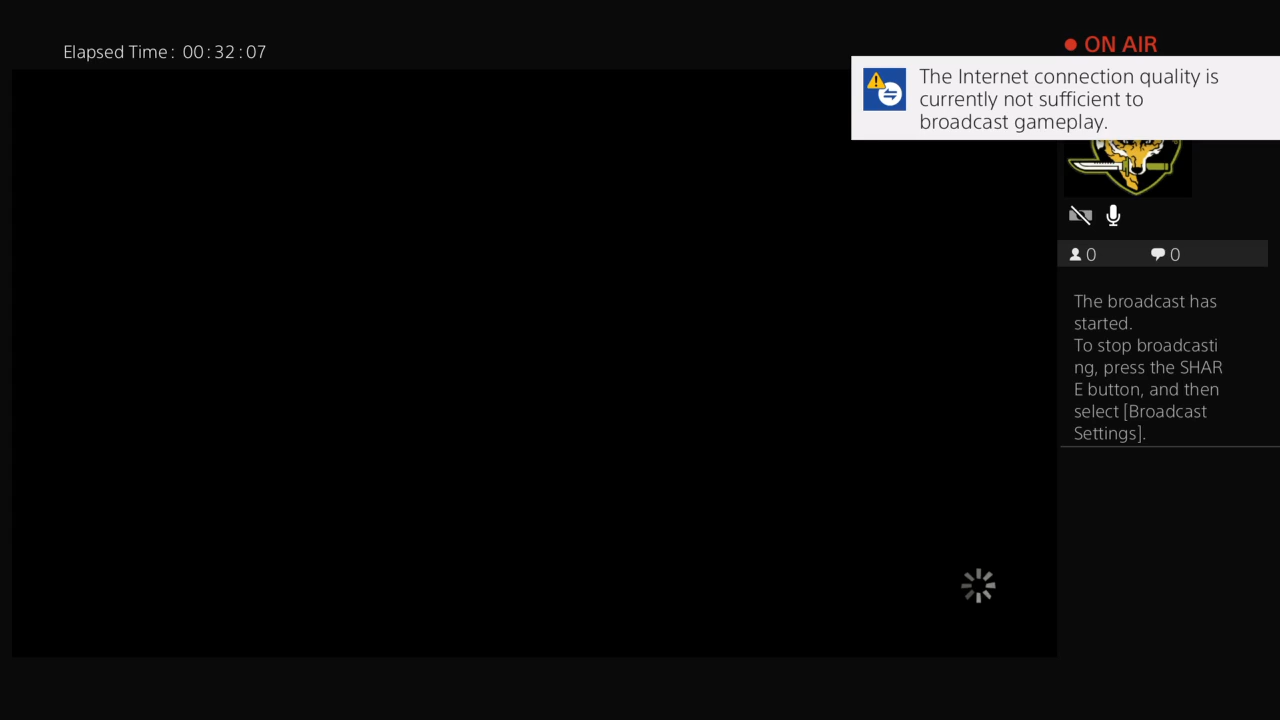 Elapsed Time: 00:32:07
ON AIR
The Internet connection quality is
currently not sufficient to
broadcast gameplay.
0
0
The broadcast has
started.
To stop broadcasti
ng, press the SHAR
E button, and then
select [Broadcast
Settings].